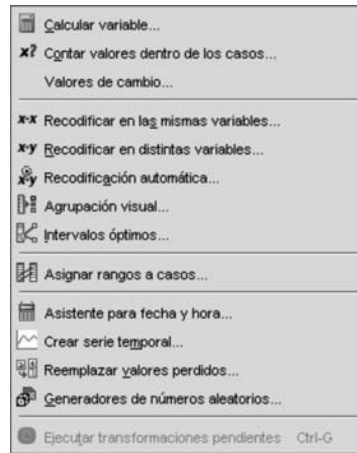 Calcular variable...
x? Contar valores dentro de los casos...
Valores de cambio...
x·x Recodificar en las mismas variables...
x·y Recodificar en distintas variables...
x·y Recodificación automática...
Agrupación visual...
Intervalos óptimos...
Asignar rangos a casos...
Asistente para fecha y hora...
Crear serie temporal...
Reemplazar valores perdidos...
Generadores de números aleatorios...
Ejecutar transformaciones pendientes Ctrl-G